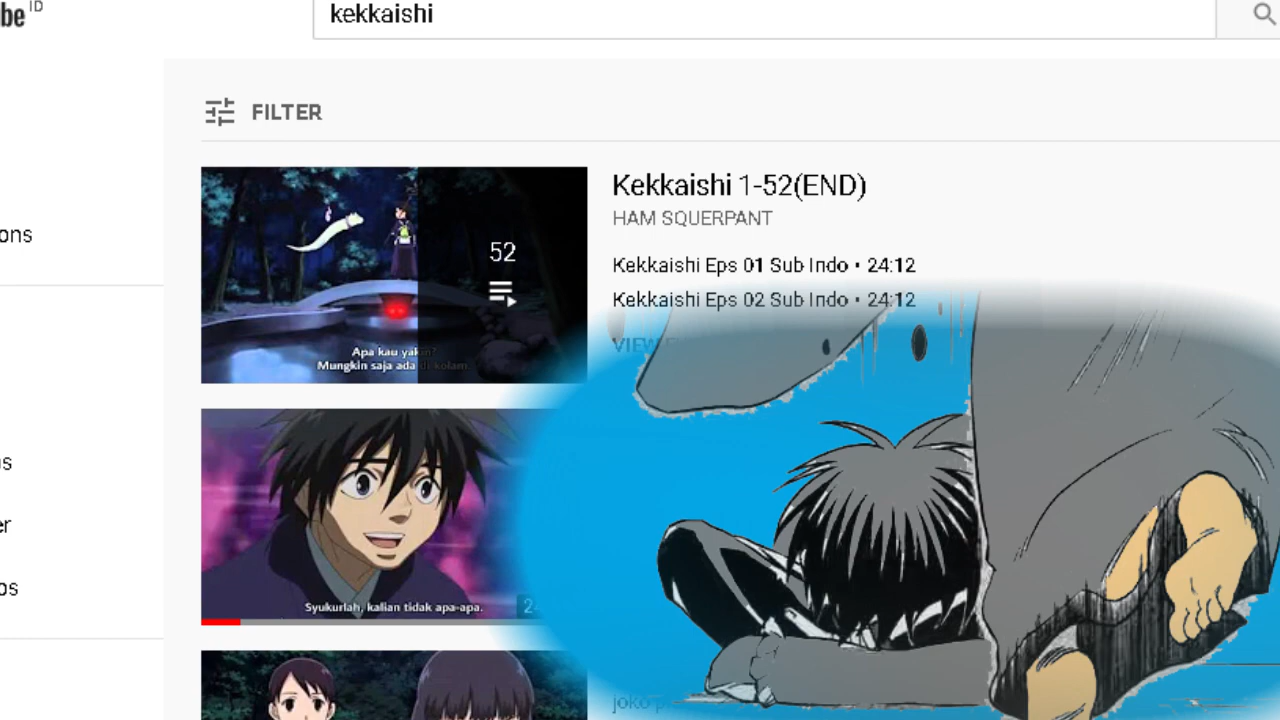 be ID
kekkaishi
FILTER
Kekkaishi 1-52(END)
HAM SQUERPANT
ons
52
Kekkaishi Eps 01 Sub Indo • 24:12
Kekkaishi Eps 02 Sub Indo • 24:12
Apa kau yakin?
Mungkin saja ada di kolam.
VIEW
s
er
os
Syukurlah, kalian tidak apa-apa.
joko p